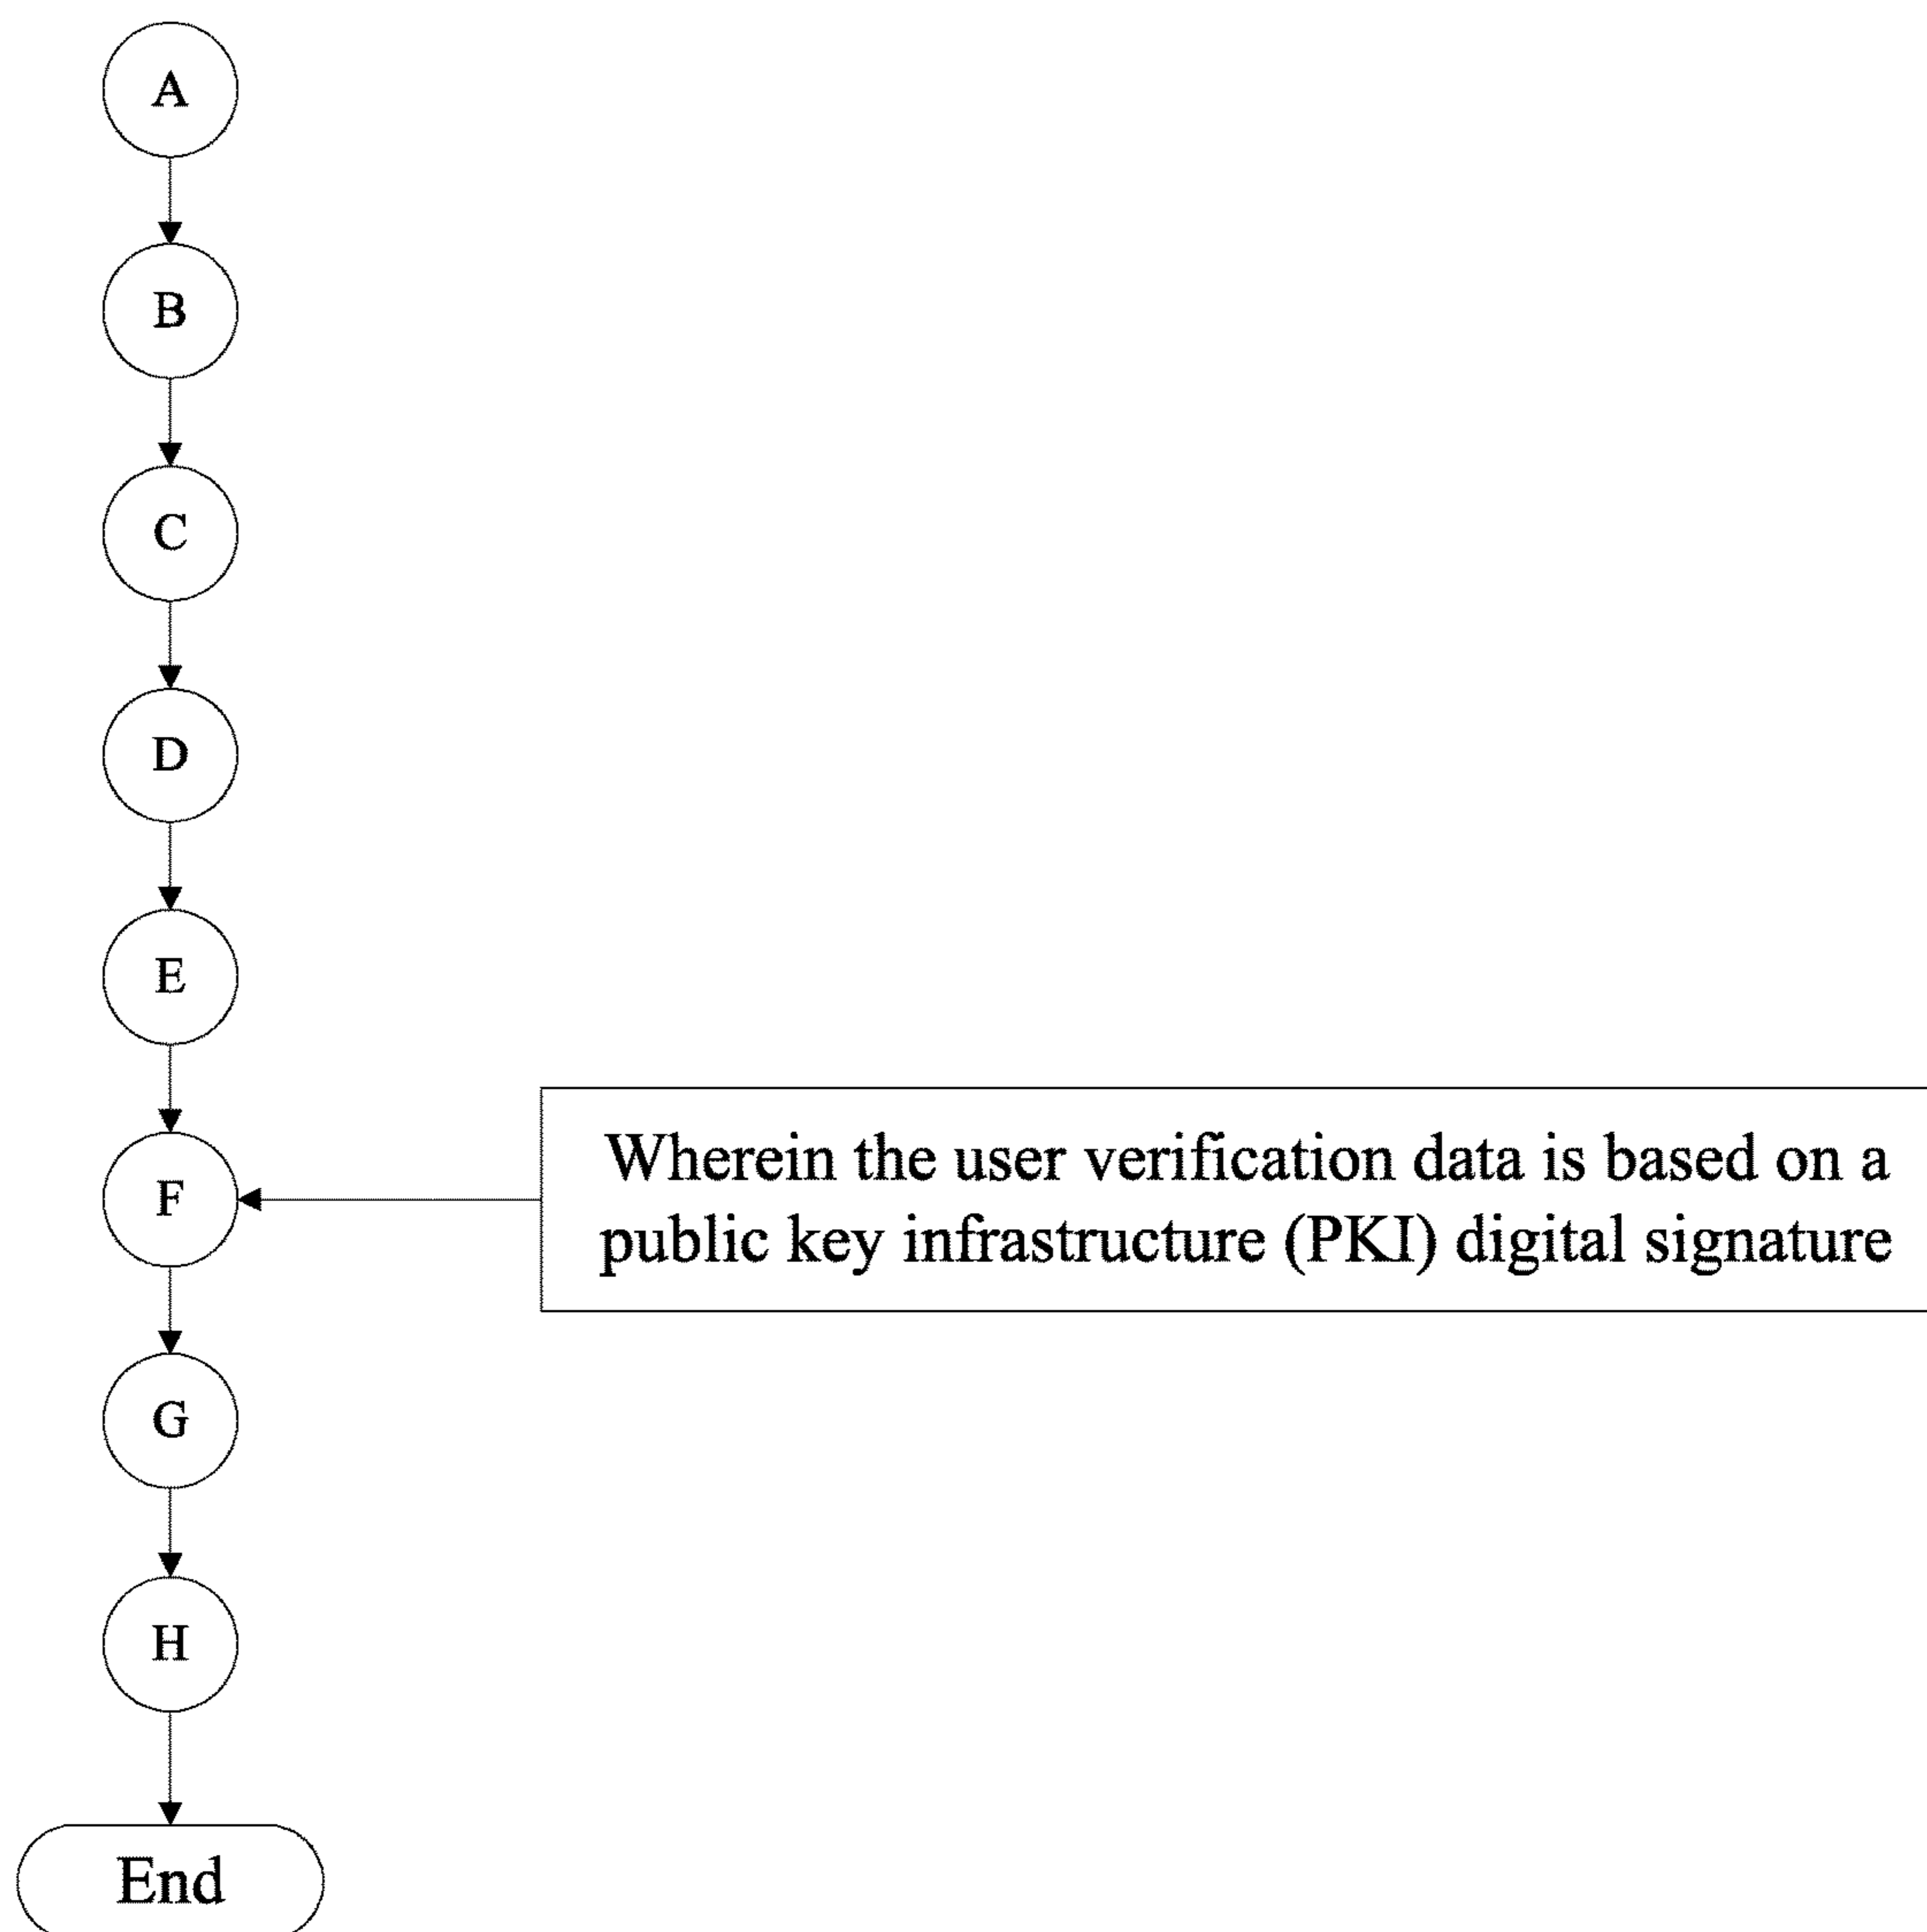 A
B
C
D
E
F
Wherein the user verification data is based on a
public key infrastructure (PKI) digital signature
G
H
End